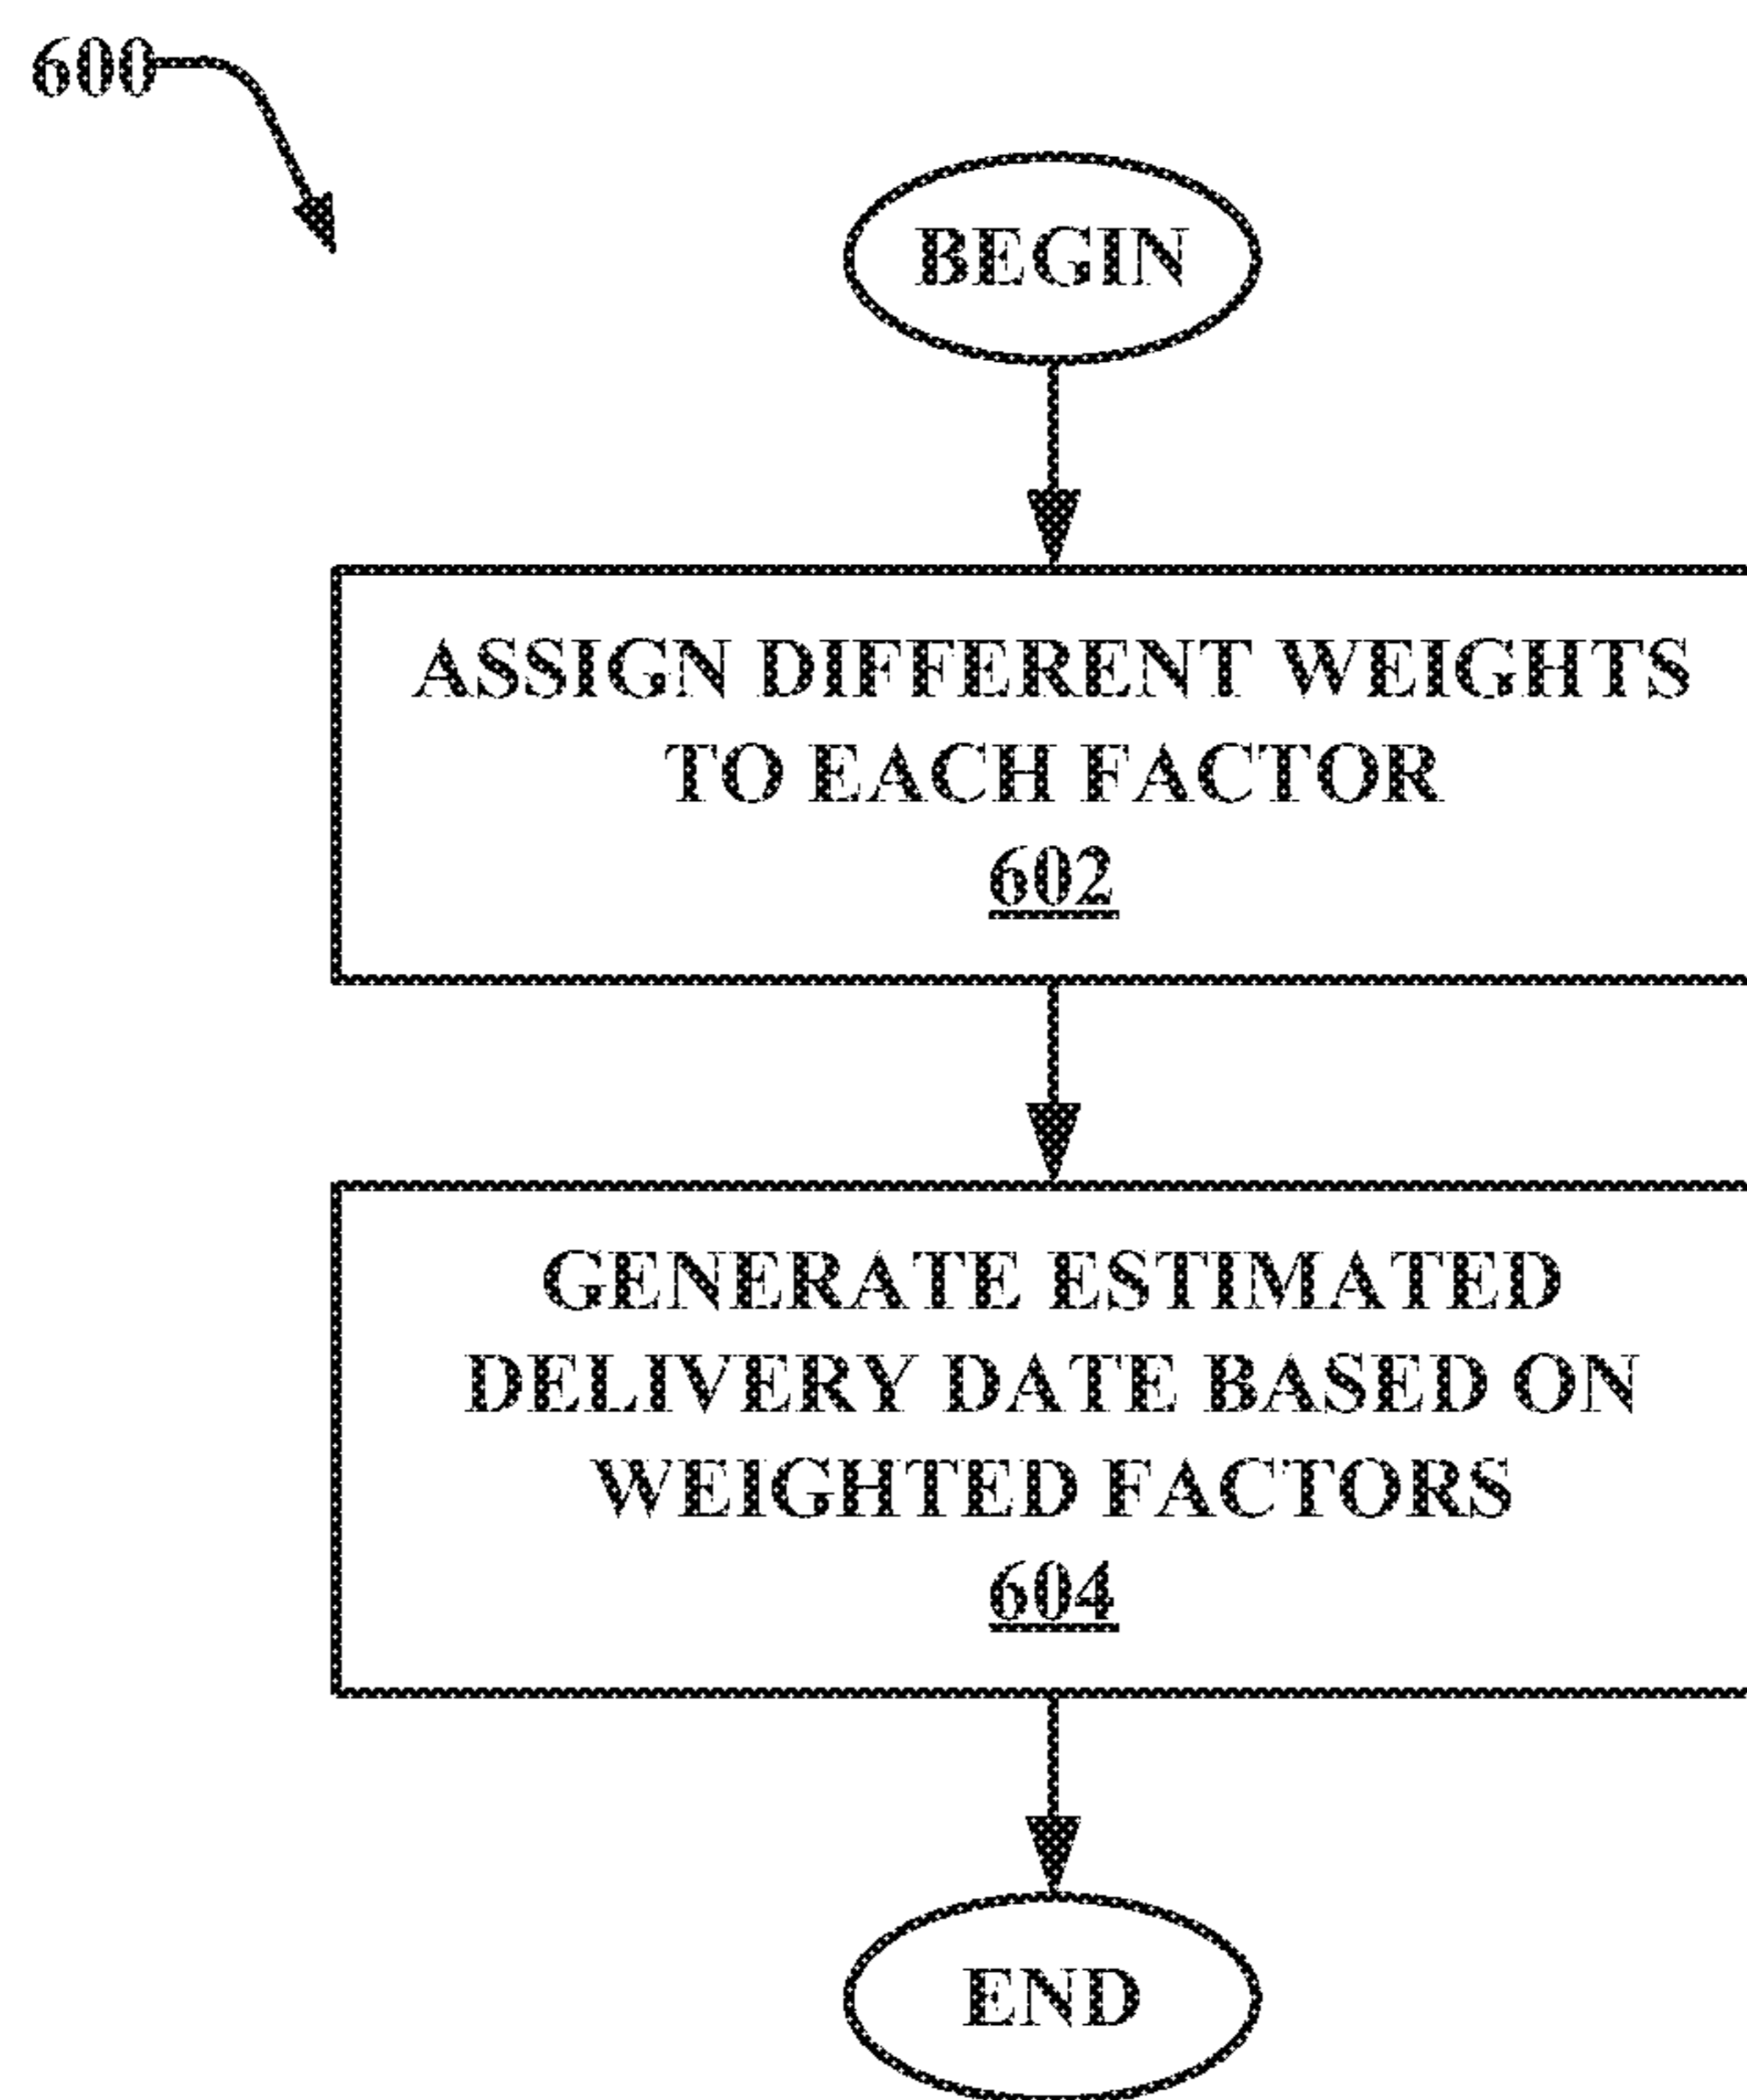 600
BEGIN
ASSIGN DIFFERENT WEIGHTS
TO EACH FACTOR
602
GENERATE ESTIMATED
DELIVERY DATE BASED ON
WEIGHTED FACTORS
604
END